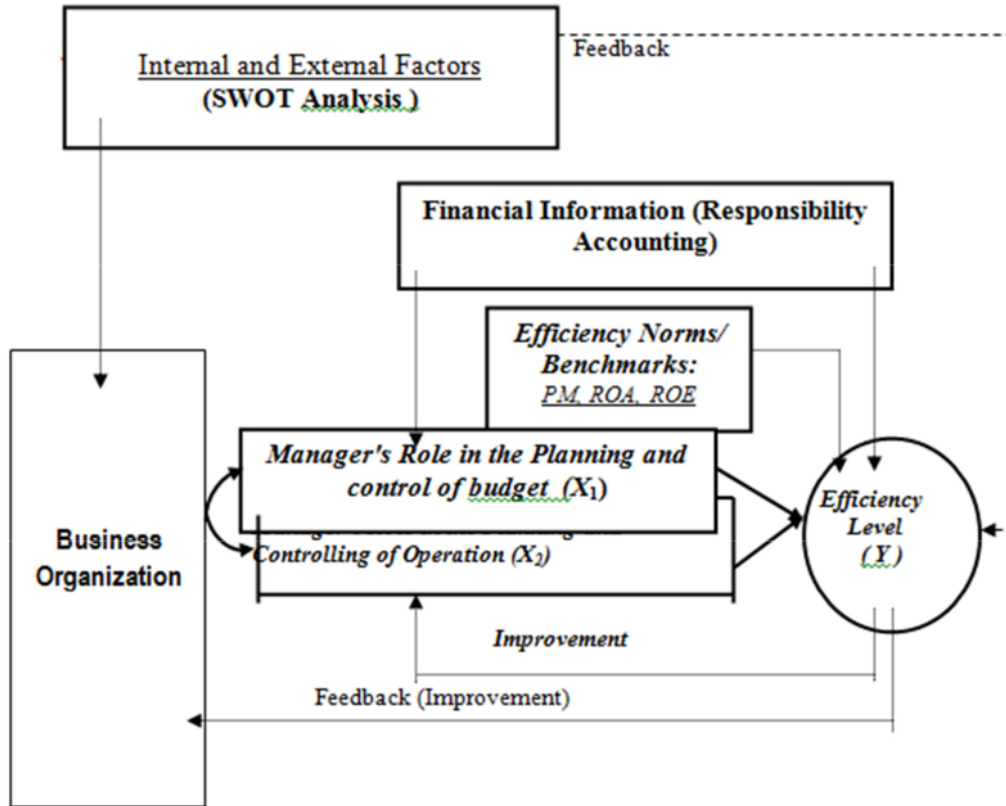 Internal and External Factors
(SWOT Analysis )
Feedback
Financial Information (Responsibility
Accounting)
Efficiency Norms/
Benchmarks:
PM, ROA, ROE
Manager's Role in the Planning and
control of budget (X₁)
Controlling of Operation (X₂)
Business
Organization
Efficiency
Level
(Y)
Improvement
Feedback (Improvement)